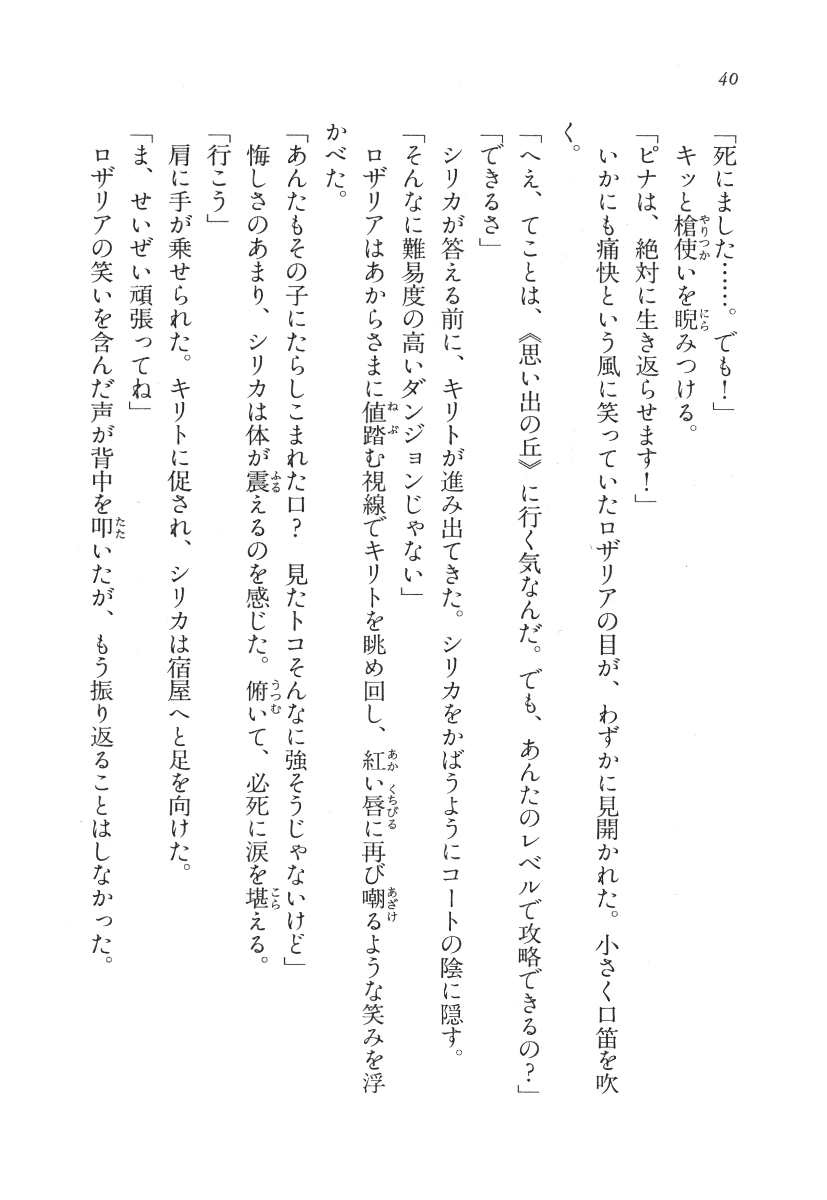 40
「死にました……。でも！」
キッと槍使いを睨みつける。
「ピナは、絶対に生き返らせます！」
いかにも痛快という風に笑っていたロザリアの目が、わずかに見開かれた。小さく口笛を吹
く。
「へえ、てことは、《思い出の丘》に行く気なんだ。でも、あんたのレベルで攻略できるの？」
「できるさ」
シリカが答える前に、キリトが進み出てきた。シリカをかばうようにコートの陰に隠す。
「そんなに難易度の高いダンジョンじゃない」
ロザリアはあからさまに値踏む視線でキリトを眺め回し、紅い唇に再び嘲るような笑みを浮
かべた。
「あんたもその子にたらしこまれた口？　見たトコそんなに強そうじゃないけど」
悔しさのあまり、シリカは体が震えるのを感じた。俯いて、必死に涙を堪える。
「行こう」
肩に手が乗せられた。キリトに促され、シリカは宿屋へと足を向けた。
「ま、せいぜい頑張ってね」
ロザリアの笑いを含んだ声が背中を叩いたが、もう振り返ることはしなかった。